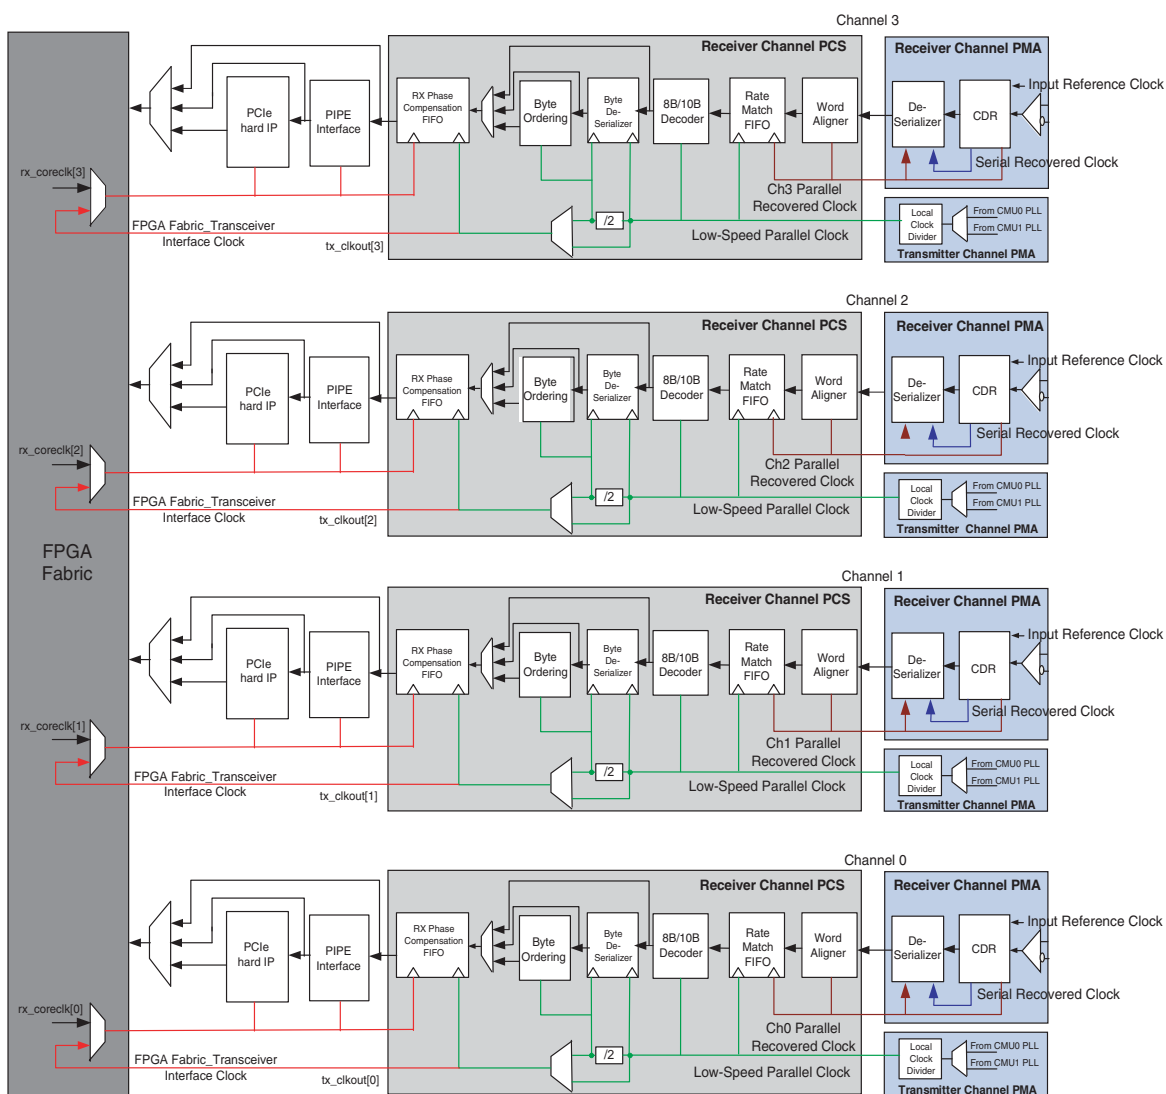 Channel 3
Receiver Channel PCS
Receiver Channel PMA
PCIe
hard IP
PIPE
Interface
RX Phase
Compensation
FIFO
Byte
Ordering
Byte
De-
Serializer
8B/10B
Decoder
Rate
Match
FIFO
Word
Aligner
De-
Serializer
CDR
Input Reference Clock
Serial Recovered Clock
rx_coreclk[3]
Ch3 Parallel
Recovered Clock
FPGA Fabric_Transceiver
Interface Clock
tx_clkout[3]
/2
Low-Speed Parallel Clock
Local
Clock
Divider
From CMU0 PLL
From CMU1 PLL
Transmitter Channel PMA
Channel 2
Receiver Channel PCS
Receiver Channel PMA
PCIe
hard IP
PIPE
Interface
RX Phase
Compensation
FIFO
Byte
Ordering
Byte
De-
Serializer
8B/10B
Decoder
Rate
Match
FIFO
Word
Aligner
De-
Serializer
CDR
Input Reference Clock
Serial Recovered Clock
rx_coreclk[2]
Ch2 Parallel
Recovered Clock
FPGA Fabric_Transceiver
Interface Clock
tx_clkout[2]
/2
Low-Speed Parallel Clock
Local
Clock
Divider
From CMU0 PLL
From CMU1 PLL
Transmitter Channel PMA
FPGA
Fabric
Channel 1
Receiver Channel PCS
Receiver Channel PMA
PCIe
hard IP
PIPE
Interface
RX Phase
Compensation
FIFO
Byte
Ordering
Byte
De-
Serializer
8B/10B
Decoder
Rate
Match
FIFO
Word
Aligner
De-
Serializer
CDR
Input Reference Clock
Serial Recovered Clock
rx_coreclk[1]
Ch1 Parallel
Recovered Clock
FPGA Fabric_Transceiver
Interface Clock
tx_clkout[1]
/2
Low-Speed Parallel Clock
Local
Clock
Divider
From CMU0 PLL
From CMU1 PLL
Transmitter Channel PMA
Channel 0
Receiver Channel PCS
Receiver Channel PMA
PCIe
hard IP
PIPE
Interface
RX Phase
Compensation
FIFO
Byte
Ordering
Byte
De-
Serializer
8B/10B
Decoder
Rate
Match
FIFO
Word
Aligner
De-
Serializer
CDR
Input Reference Clock
Serial Recovered Clock
rx_coreclk[0]
Ch0 Parallel
Recovered Clock
FPGA Fabric_Transceiver
Interface Clock
tx_clkout[0]
/2
Low-Speed Parallel Clock
Local
Clock
Divider
From CMU0 PLL
From CMU1 PLL
Transmitter Channel PMA